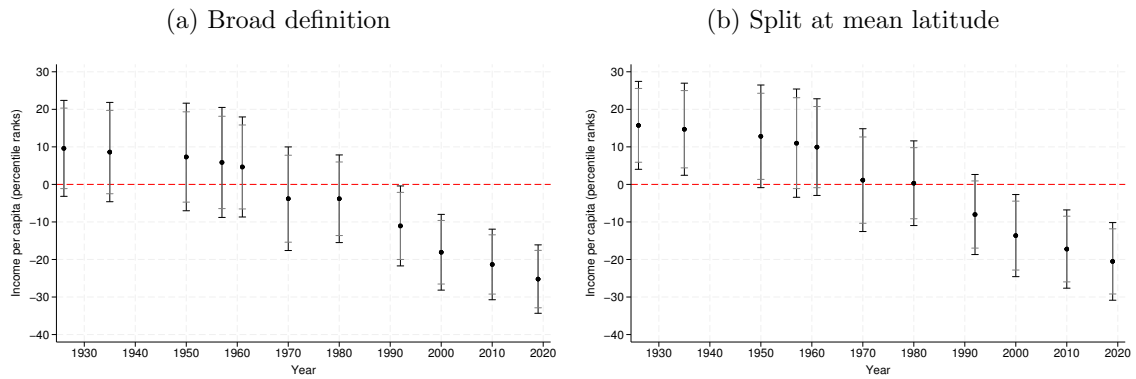 (a) Broad definition
30
20
10
0
−10
−20
−30
−40
Income per capita (percentile ranks)
1930 1940 1950 1960 1970 1980 1990 2000 2010 2020
Year
(b) Split at mean latitude
30
20
10
0
−10
−20
−30
−40
Income per capita (percentile ranks)
1930 1940 1950 1960 1970 1980 1990 2000 2010 2020
Year